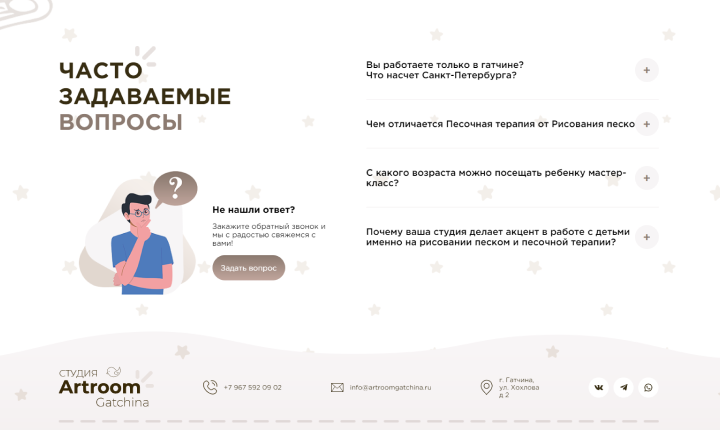 ЧАСТО
ЗАДАВАЕМЫЕ
ВОПРОСЫ
?
Не нашли ответ?
Закажите обратный звонок и
мы с радостью свяжемся с
вами!
Задать вопрос
Вы работаете только в гатчине?
Что насчет Санкт-Петербурга?
Чем отличается Песочная терапия от Рисования песко
С какого возраста можно посещать ребенку мастер-
класс?
Почему ваша студия делает акцент в работе с детьми
именно на рисовании песком и песочной терапии?
СТУДИЯ
Artroom
Gatchina
+7 967 592 09 02
info@artroomgatchina.ru
г. Гатчина,
ул. Хохлова
д 2